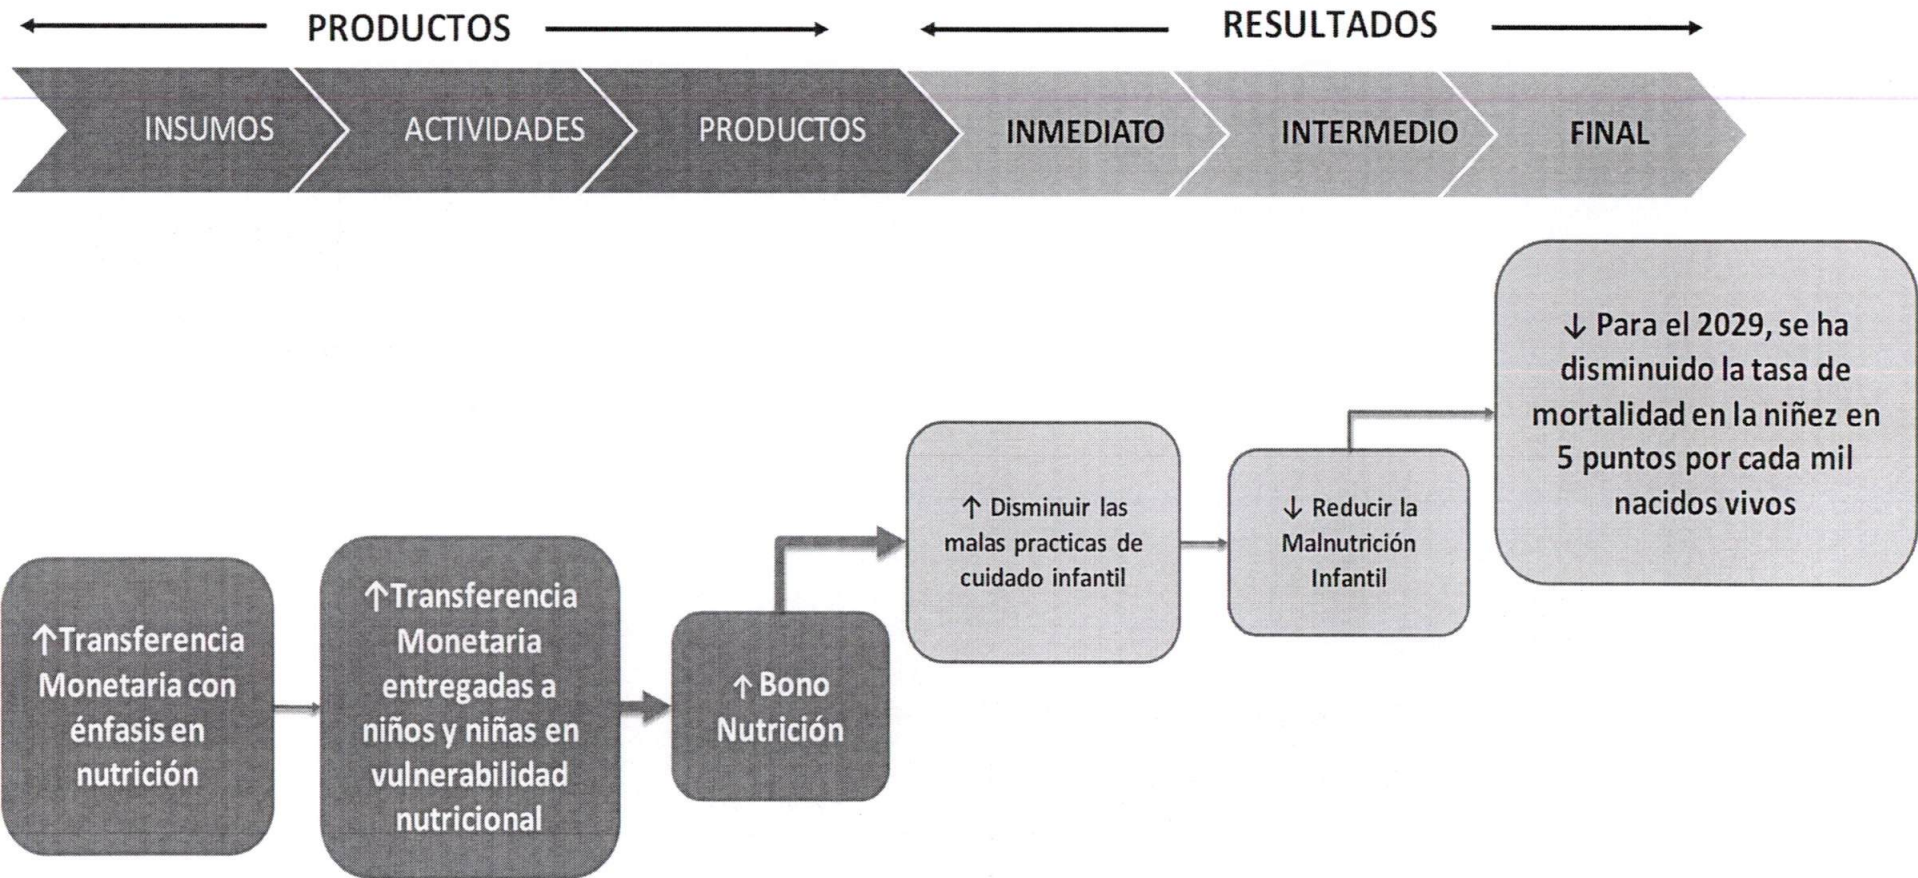 PRODUCTOS
RESULTADOS
INSUMOS
ACTIVIDADES
PRODUCTOS
INMEDIATO
INTERMEDIO
FINAL
↑Transferencia
Monetaria con
énfasis en
nutrición
↑Transferencia
Monetaria
entregadas a
niños y niñas en
vulnerabilidad
nutricional
↑ Bono
Nutrición
↑ Disminuir las
malas practicas de
cuidado infantil
↓ Reducir la
Malnutrición
Infantil
↓ Para el 2029, se ha
disminuido la tasa de
mortalidad en la niñez en
5 puntos por cada mil
nacidos vivos